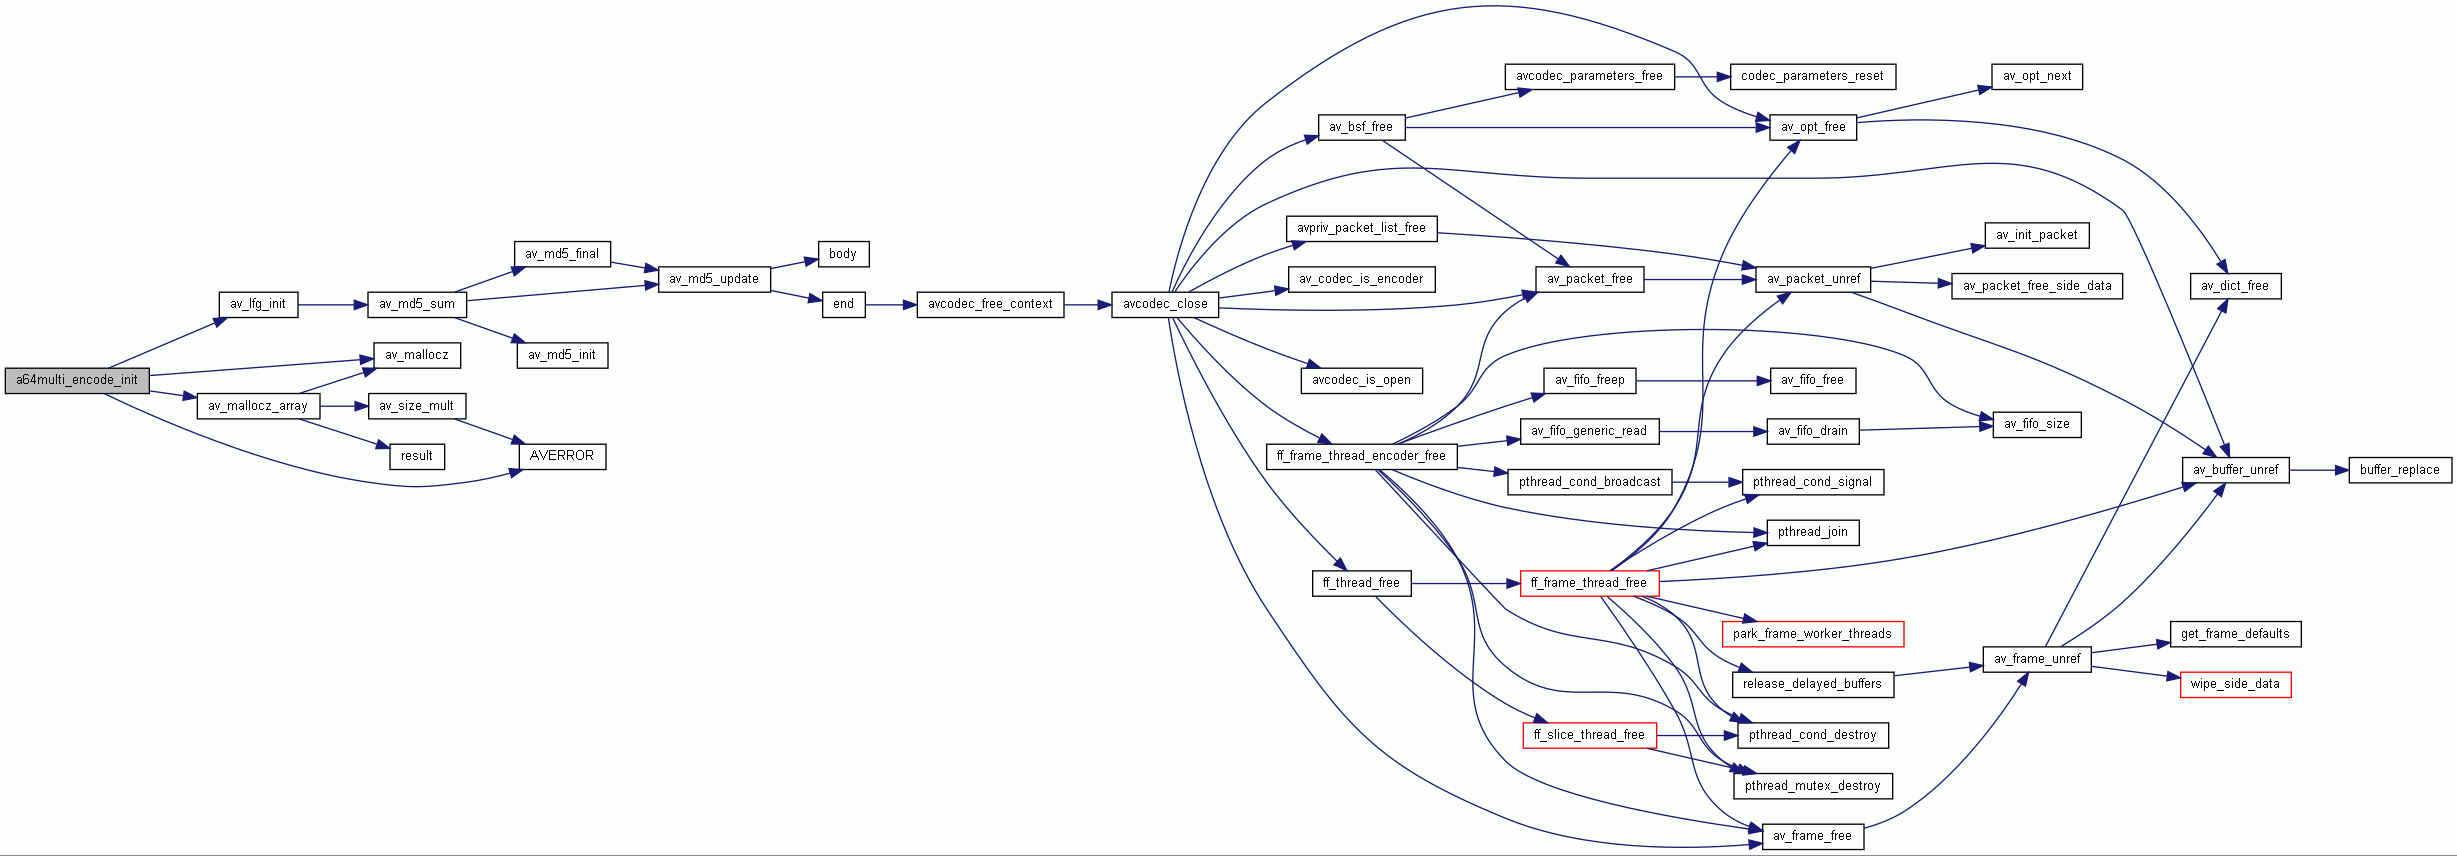 a64multi_encode_init
av_lfg_init
av_mallocz_array
av_md5_sum
av_mallocz
av_size_mult
result
av_md5_final
av_md5_init
AVERROR
av_md5_update
body
end
avcodec_free_context
avcodec_close
av_bsf_free
avpriv_packet_list_free
av_codec_is_encoder
avcodec_is_open
ff_frame_thread_encoder_free
ff_thread_free
avcodec_parameters_free
av_packet_free
av_fifo_freep
av_fifo_generic_read
pthread_cond_broadcast
ff_frame_thread_free
ff_slice_thread_free
codec_parameters_reset
av_opt_free
av_packet_unref
av_fifo_free
av_fifo_drain
pthread_cond_signal
pthread_join
park_frame_worker_threads
release_delayed_buffers
pthread_cond_destroy
pthread_mutex_destroy
av_frame_free
av_opt_next
av_init_packet
av_packet_free_side_data
av_fifo_size
av_frame_unref
av_dict_free
av_buffer_unref
get_frame_defaults
wipe_side_data
buffer_replace